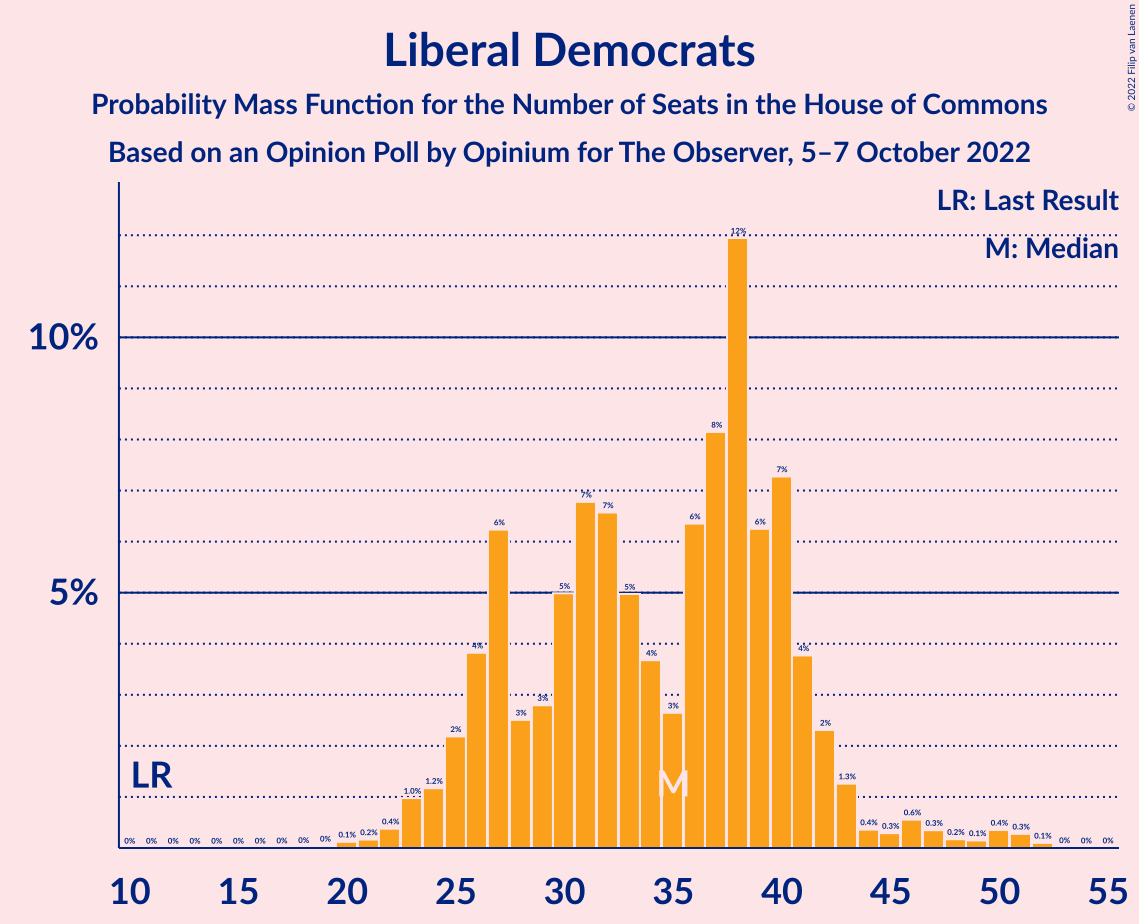 Liberal Democrats
Probability Mass Function for the Number of Seats in the House of Commons
Based on an Opinion Poll by Opinium for The Observer, 5–7 October 2022
© 2022 Filip van Laenen
LR: Last Result
M: Median
10%
5%
LR
M
0% 0% 0% 0% 0% 0% 0% 0% 0% 0% 0.1% 0.2% 0.4% 1.0% 1.2% 2% 4% 6% 3% 3% 5% 7% 7% 5% 4% 3% 6% 8% 12% 6% 7% 4% 2% 1.3% 0.4% 0.3% 0.6% 0.3% 0.2% 0.1% 0.4% 0.3% 0.1% 0% 0% 0%
10 15 20 25 30 35 40 45 50 55